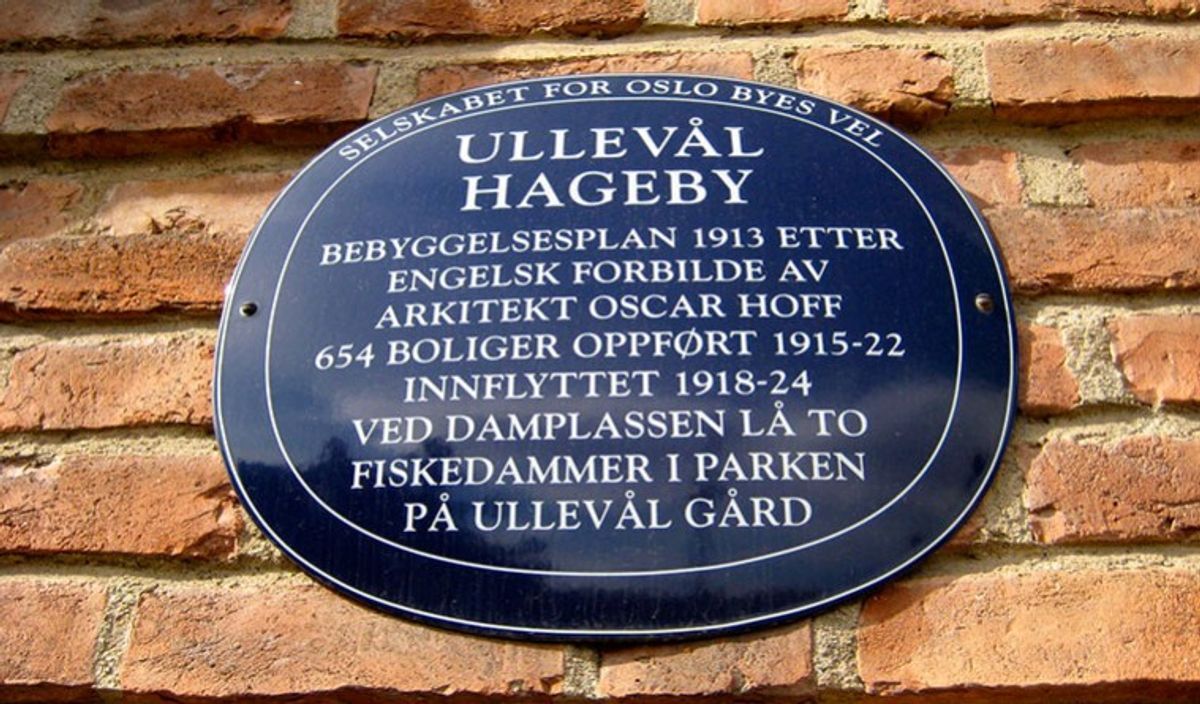 SELSKABET FOR OSLO BYES VEL
ULLEVÅL
HAGEBY
BEBYGGELSESPLAN 1913 ETTER
ENGELSK FORBILDE AV
ARKITEKT OSCAR HOFF
654 BOLIGER OPPFØRT 1915-22
INNFLYTTET 1918-24
VED DAMPLASSEN LÅ TO
FISKEDAMMER I PARKEN
PÅ ULLEVÅL GÅRD